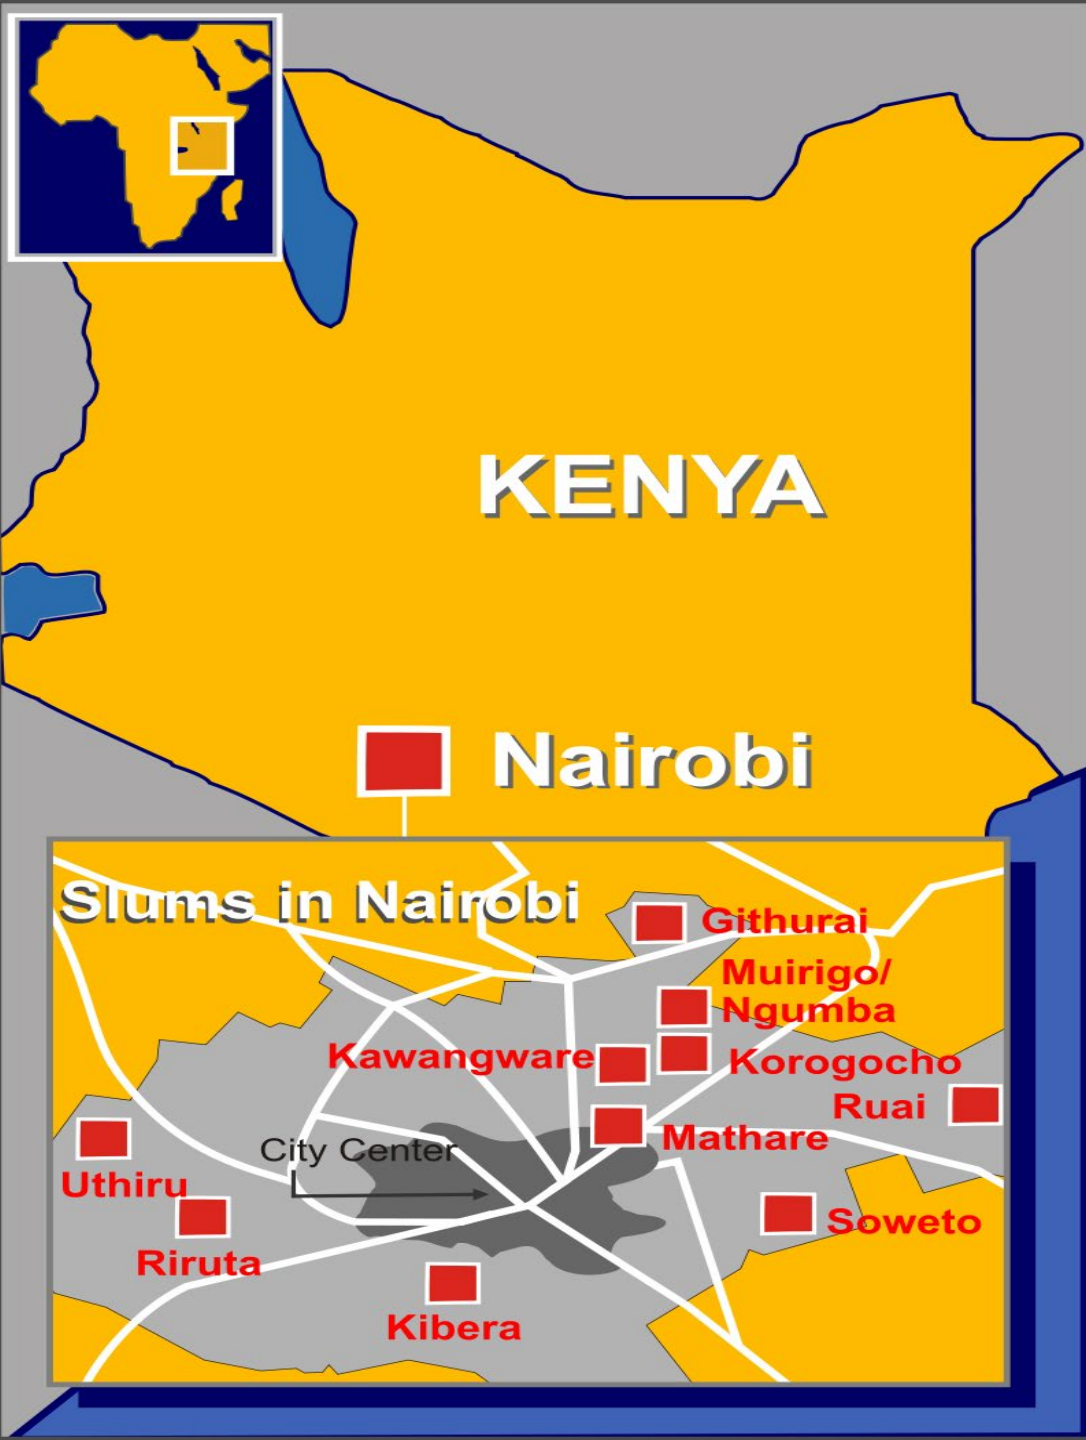 KENYA
Nairobi
Slums in Nairobi
Githurai
Muirigo/
Ngumba
Kawangware
Korogocho
Ruai
Mathare
City Center
Uthiru
Soweto
Riruta
Kibera